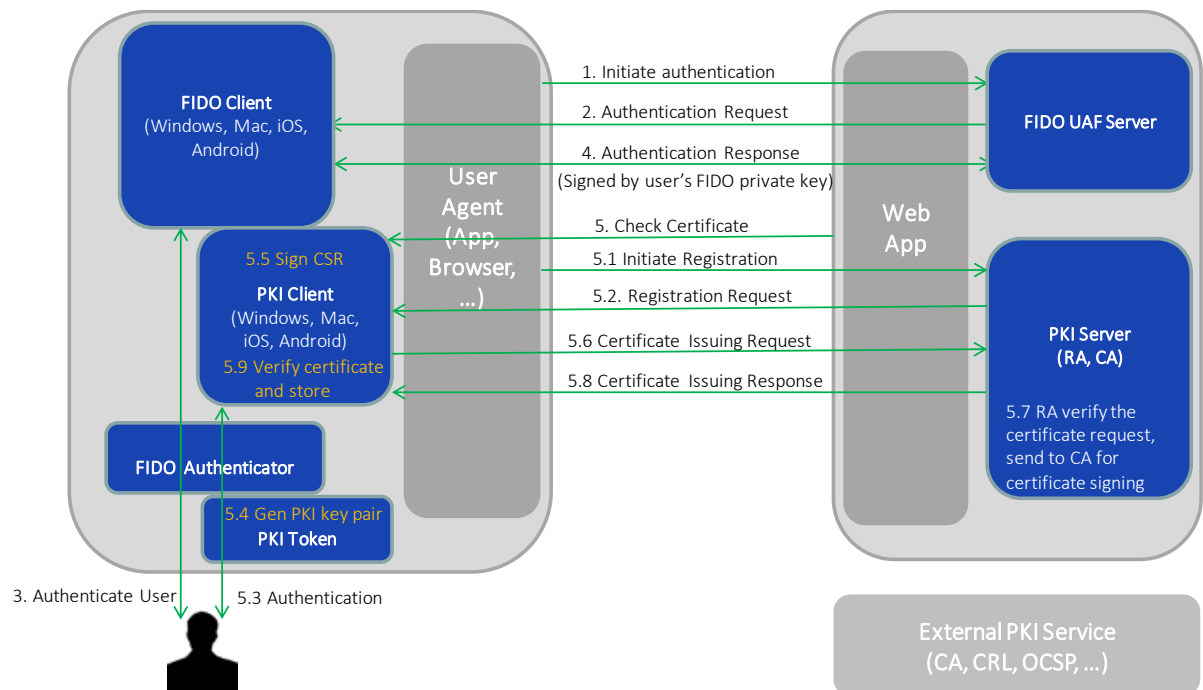 FIDO Client
(Windows, Mac, iOS,
Android)
5.5 Sign CSR
PKI Client
(Windows, Mac,
iOS, Android)
5.9 Verify certificate
and store
FIDO Authenticator
5.4 Gen PKI key pair
PKI Token
3. Authenticate User
5.3 Authentication
User
Agent
(App,
Browser,
…)
1. Initiate authentication
2. Authentication Request
4. Authentication Response
(Signed by user's FIDO private key)
5. Check Certificate
5.1 Initiate Registration
5.2. Registration Request
5.6 Certificate Issuing Request
5.8 Certificate Issuing Response
Web
App
FIDO UAF Server
PKI Server
(RA, CA)
5.7 RA verify the
certificate request,
send to CA for
certificate signing
External PKI Service
(CA, CRL, OCSP, …)